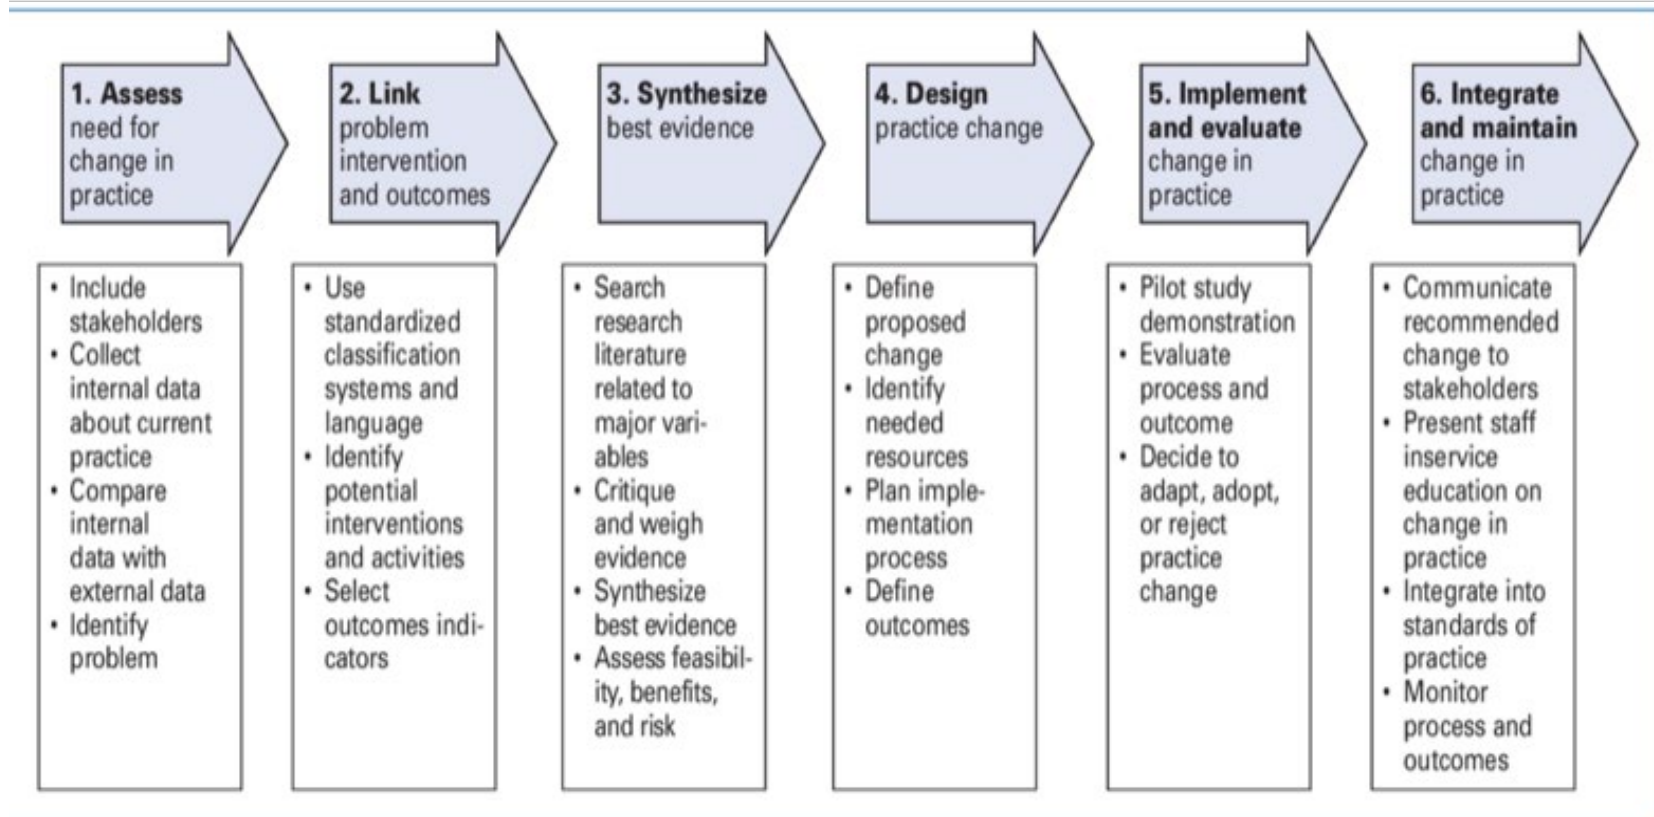 1. Assess
need for
change in
practice
2. Link
problem
intervention
and outcomes
3. Synthesize
best evidence
4. Design
practice change
5. Implement
and evaluate
change in
practice
6. Integrate
and maintain
change in
practice
• Include
stakeholders
• Collect
internal data
about current
practice
• Compare
internal
data with
external data
• Identify
problem
• Use
standardized
classification
systems and
language
• Identify
potential
interventions
and activities
• Select
outcomes indi-
cators
• Search
research
literature
related to
major vari-
ables
• Critique
and weigh
evidence
• Synthesize
best evidence
• Assess feasibil-
ity, benefits,
and risk
• Define
proposed
change
• Identify
needed
resources
• Plan imple-
mentation
process
• Define
outcomes
• Pilot study
demonstration
• Evaluate
process and
outcome
• Decide to
adapt, adopt,
or reject
practice
change
• Communicate
recommended
change to
stakeholders
• Present staff
inservice
education on
change in
practice
• Integrate into
standards of
practice
• Monitor
process and
outcomes